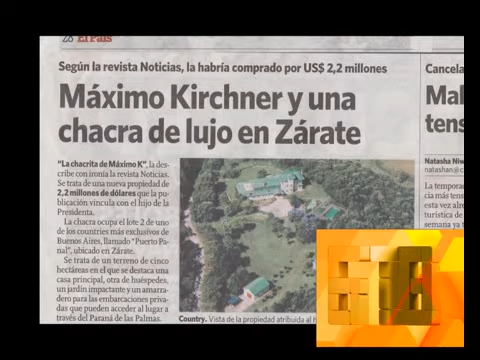 28 El País
Según la revista Noticias, la habría comprado por US$ 2,2 millones
Máximo Kirchner y una
chacra de lujo en Zárate
"La chacrita de Máximo K", la des-
cribe con ironía la revista Noticias.
Se trata de una nueva propiedad de
2,2 millones de dólares que la pu-
blicación vincula con el hijo de la
Presidenta.
La chacra ocupa el lote 2 de uno
de los countries más exclusivos de
Buenos Aires, llamado "Puerto Pa-
nal", ubicado en Zárate.
Se trata de un terreno de cinco
hectáreas en el que se destaca una
casa principal, otra de huéspedes,
un jardín impactante y un amarra-
dero para las embarcaciones priva-
das que pueden acceder al lugar a
través del Paraná de las Palmas.
Country. Vista de la propiedad atribuida al
Cancela
Mal
tens
Natasha Niw
natashan@c
La tempora
cia más ten
esta vez alre
turística de
semana ya t